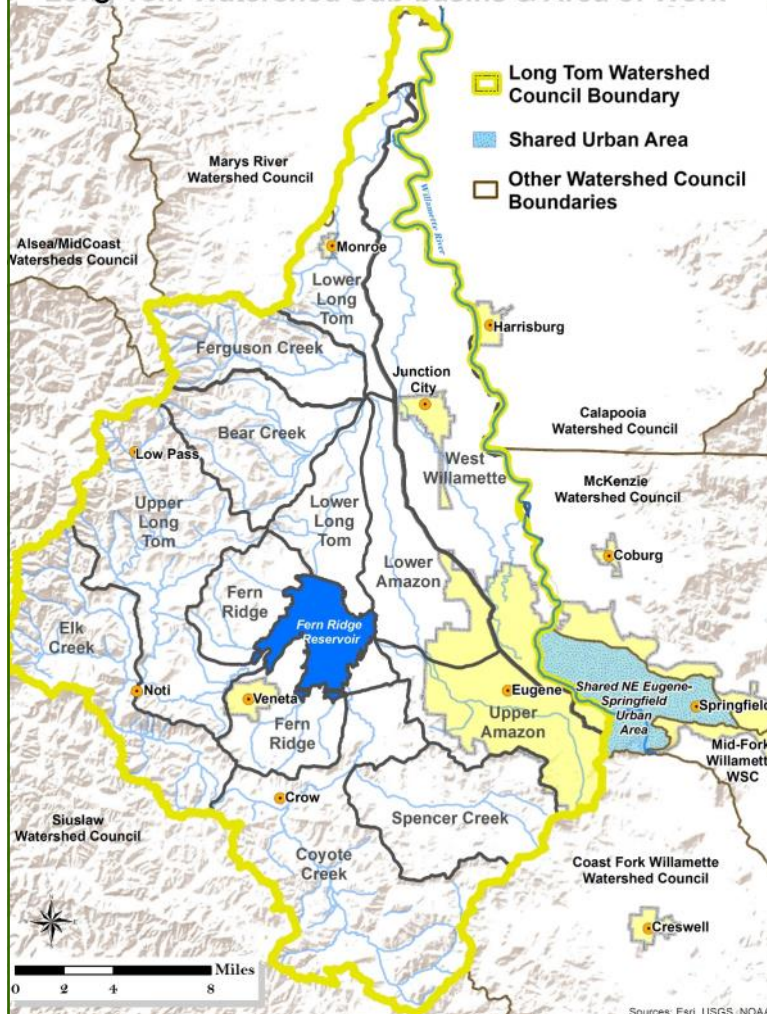 Long Tom Watershed
Council Boundary
Shared Urban Area
Other Watershed Council
Boundaries
Marys River
Watershed Council
Willamette River
Alsea/MidCoast
Watersheds Council
Monroe
Lower
Long
Tom
Harrisburg
Ferguson Creek
Junction
City
Calapooia
Watershed Council
Bear Creek
Low Pass
West
Willamette
McKenzie
Watershed Council
Upper
Long
Tom
Lower
Long
Tom
Coburg
Lower
Amazon
Fern
Ridge
Fern Ridge
Reservoir
Elk
Creek
Noti
Veneta
Eugene
Shared NE Eugene-
Springfield
Urban
Area
Springfield
Upper
Amazon
Fern
Ridge
Mid-Fork
Willamette
WSC
Crow
Spencer Creek
Siuslaw
Watershed Council
Coyote
Creek
Coast Fork Willamette
Watershed Council
Creswell
Miles
0 2 4 8
Sources: Esri, USGS, NOAA